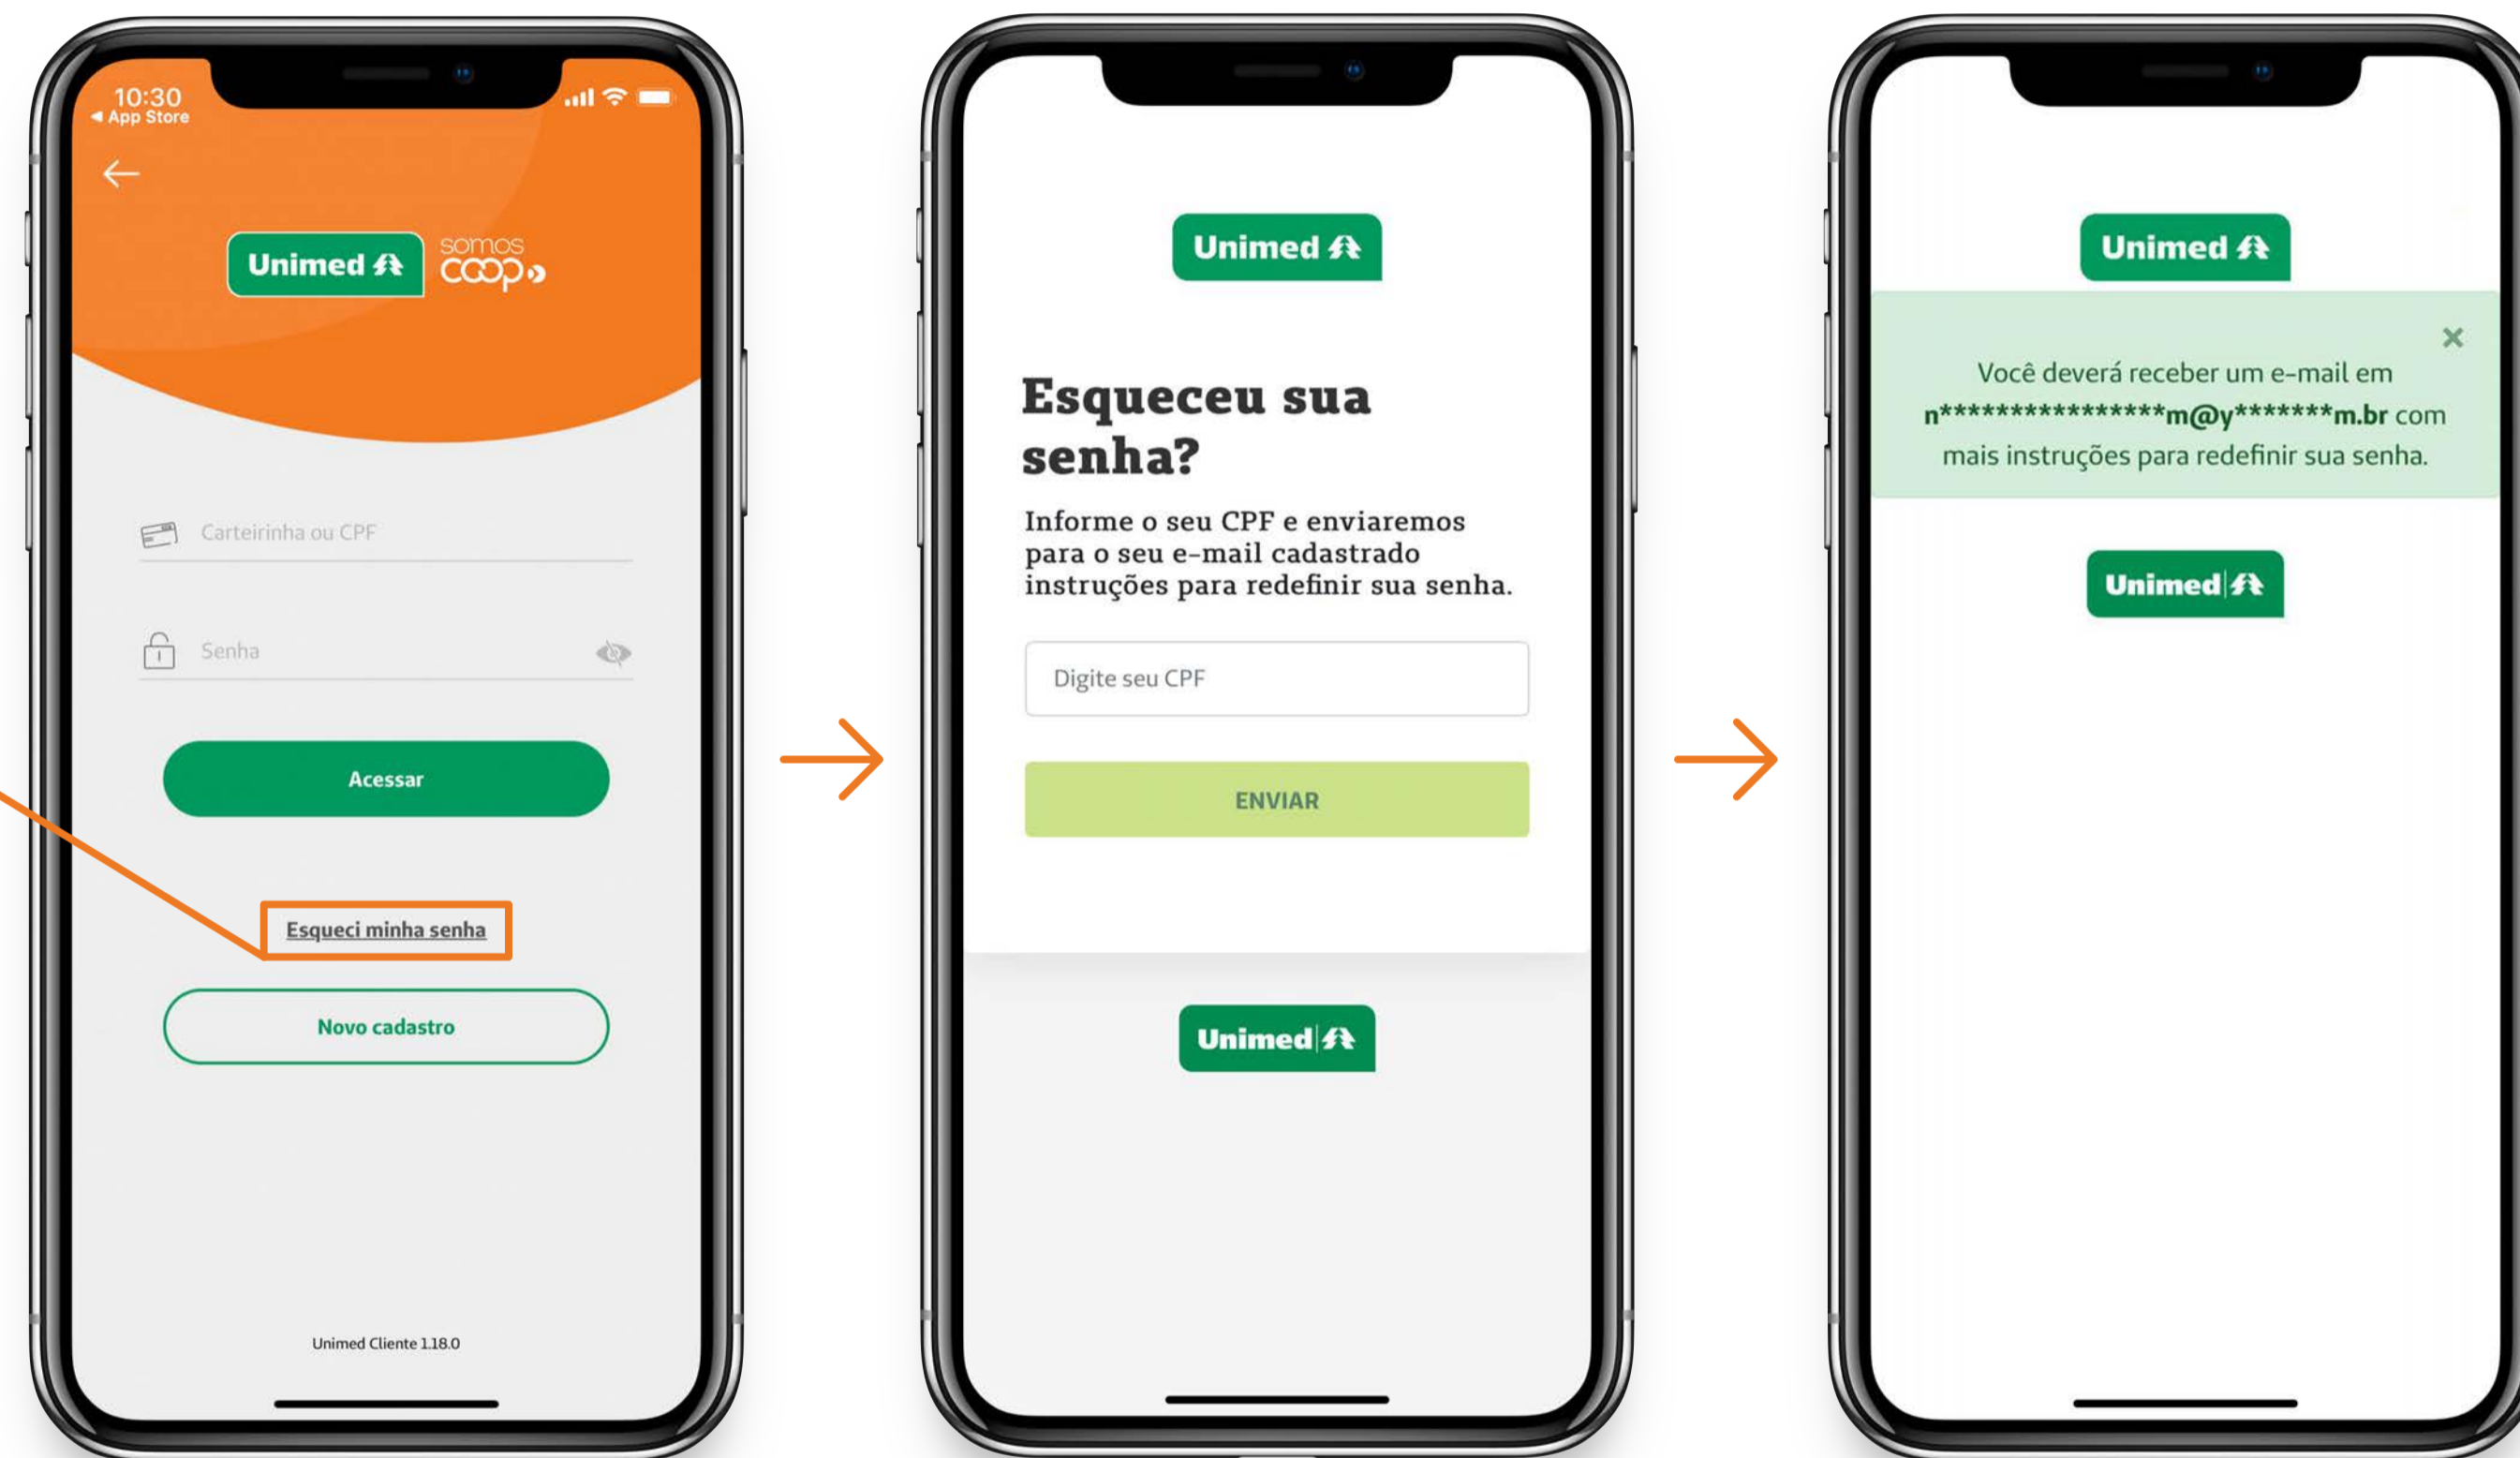 10:30
App Store
Unimed
somos
coop
Carteirinha ou CPF
Senha
Acessar
Esqueci minha senha
Novo cadastro
Unimed Cliente 1.18.0
Unimed
Esqueceu sua
senha?
Informe o seu CPF e enviaremos
para o seu e-mail cadastrado
instruções para redefinir sua senha.
Digite seu CPF
ENVIAR
Unimed
Unimed
Você deverá receber um e-mail em
n****************m@y*******m.br com
mais instruções para redefinir sua senha.
Unimed